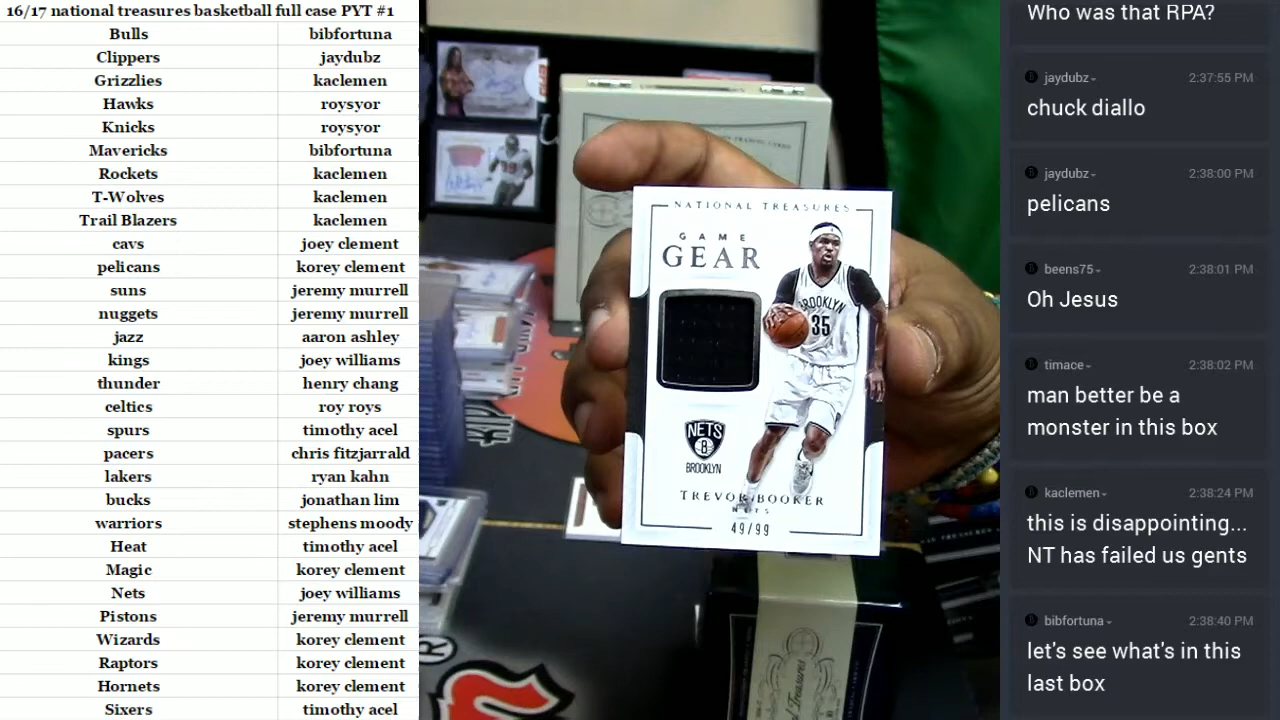 16/17 national treasures basketball full case PYT #1
Bulls bibfortuna
Clippers jaydubz
Grizzlies kaclemen
Hawks roysyor
Knicks roysyor
Mavericks bibfortuna
Rockets kaclemen
T-Wolves kaclemen
Trail Blazers kaclemen
cavs joey clement
pelicans korey clement
suns jeremy murrell
nuggets jeremy murrell
jazz aaron ashley
kings joey williams
thunder henry chang
celtics roy roys
spurs timothy acel
pacers chris fitzjarrald
lakers ryan kahn
bucks jonathan lim
warriors stephens moody
Heat timothy acel
Magic korey clement
Nets joey williams
Pistons jeremy murrell
Wizards korey clement
Raptors korey clement
Hornets korey clement
Sixers timothy acel
NATIONAL TREASURES
GAME
GEAR
BROOKLYN
35
NETS
B
BROOKLYN
TREVOR BOOKER
NETS
49/99
Who was that RPA?
jaydubz 2:37:55 PM
chuck diallo
jaydubz 2:38:00 PM
pelicans
beens75 2:38:01 PM
Oh Jesus
timace 2:38:02 PM
man better be a
monster in this box
kaclemen 2:38:24 PM
this is disappointing...
NT has failed us gents
bibfortuna 2:38:40 PM
let's see what's in this
last box